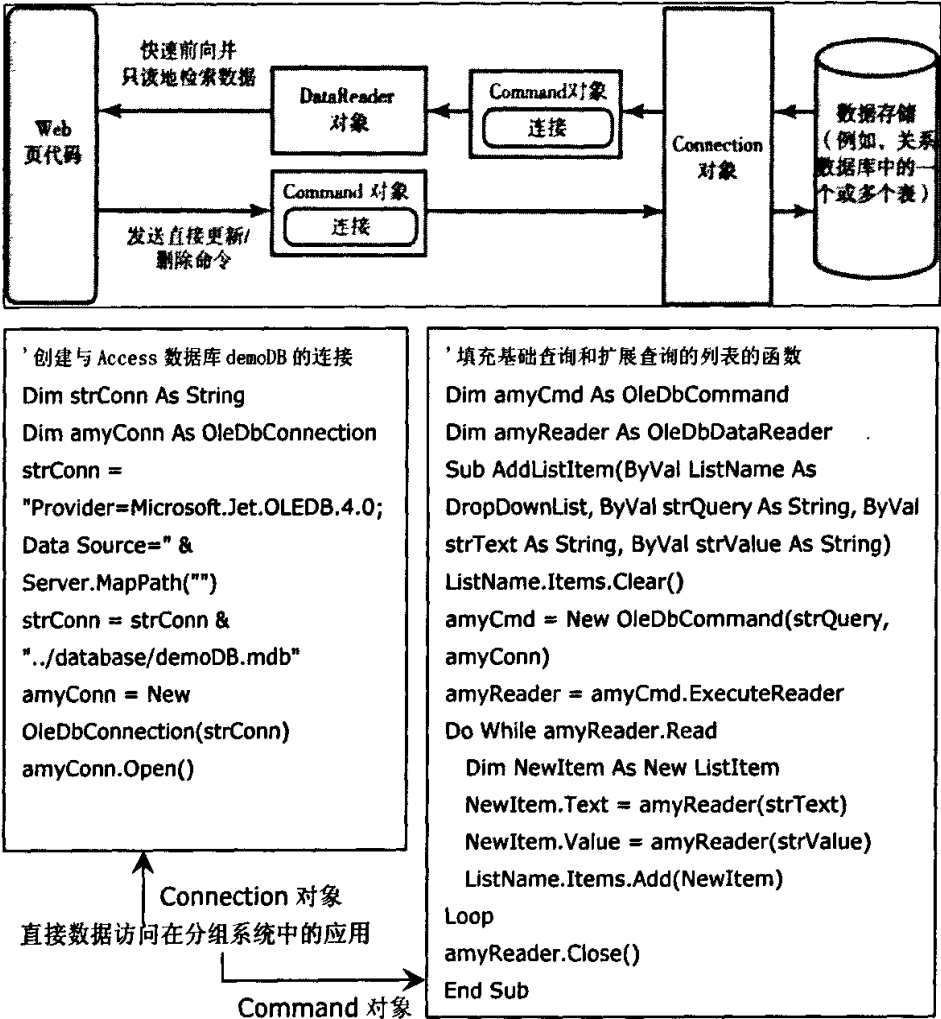 Web
页代码
快速前向并
只读地检索数据
DataReader
对象
Command对象
连接
Connection
对象
数据存储
(例如，关系
数据库中的一
个或多个表)
Command 对象
连接
发送直接更新/
删除命令
'创建与 Access 数据库 demoDB 的连接
Dim strConn As String
Dim amyConn As OleDbConnection
strConn =
"Provider=Microsoft.Jet.OLEDB.4.0;
Data Source=" &
Server.MapPath("")
strConn = strConn &
"../database/demoDB.mdb"
amyConn = New
OleDbConnection(strConn)
amyConn.Open()
Connection 对象
直接数据访问在分组系统中的应用
Command 对象
'填充基础查询和扩展查询的列表的函数
Dim amyCmd As OleDbCommand
Dim amyReader As OleDbDataReader
Sub AddListItem(ByVal ListName As
DropDownList, ByVal strQuery As String, ByVal
strText As String, ByVal strValue As String)
ListName.Items.Clear()
amyCmd = New OleDbCommand(strQuery,
amyConn)
amyReader = amyCmd.ExecuteReader
Do While amyReader.Read
Dim NewItem As New ListItem
NewItem.Text = amyReader(strText)
NewItem.Value = amyReader(strValue)
ListName.Items.Add(NewItem)
Loop
amyReader.Close()
End Sub